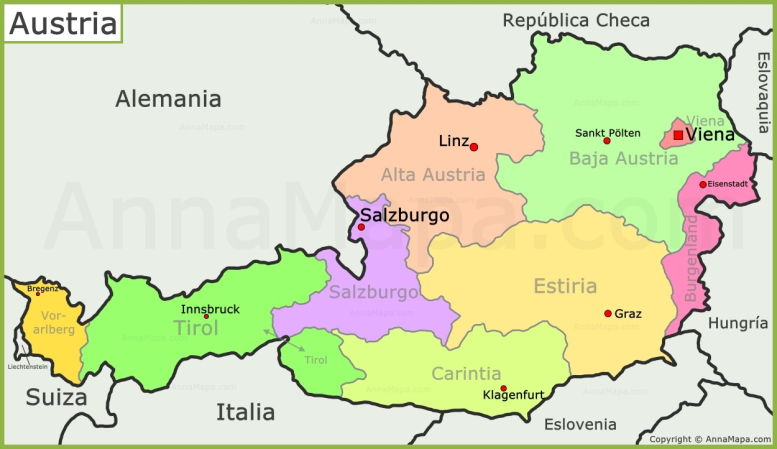 Austria
República Checa
Alemania
Eslovaquia
Linz
Sankt Pölten
Viena
Viena
Alta Austria
Baja Austria
Eisenstadt
AnnaMapa.com
Salzburgo
Burgenland
Bregenz
Salzburgo
Estiria
Innsbruck
Graz
Vor-
arlberg
Tirol
Hungría
Tirol
Liechtenstein
Carintia
Suiza
Klagenfurt
Italia
Eslovenia
Copyright © AnnaMapa.com